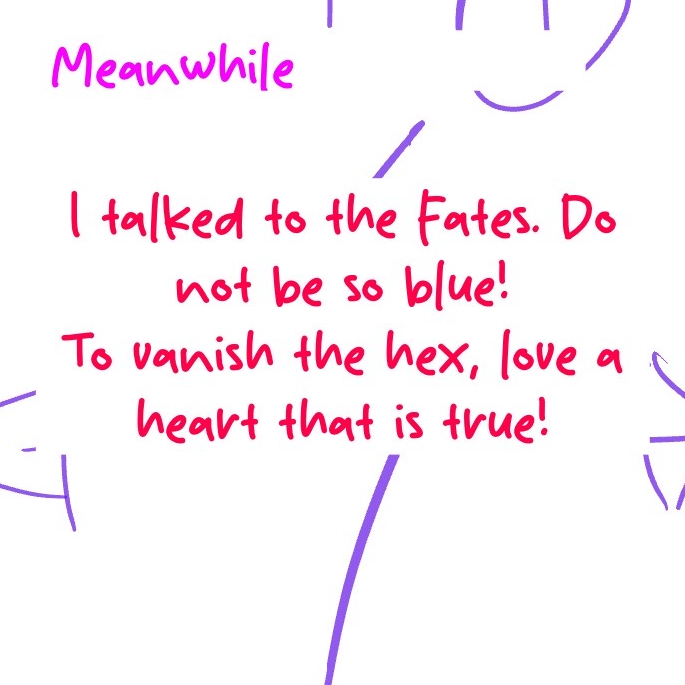 Meanwhile
I talked to the Fates. Do
not be so blue!
To vanish the hex, love a
heart that is true!